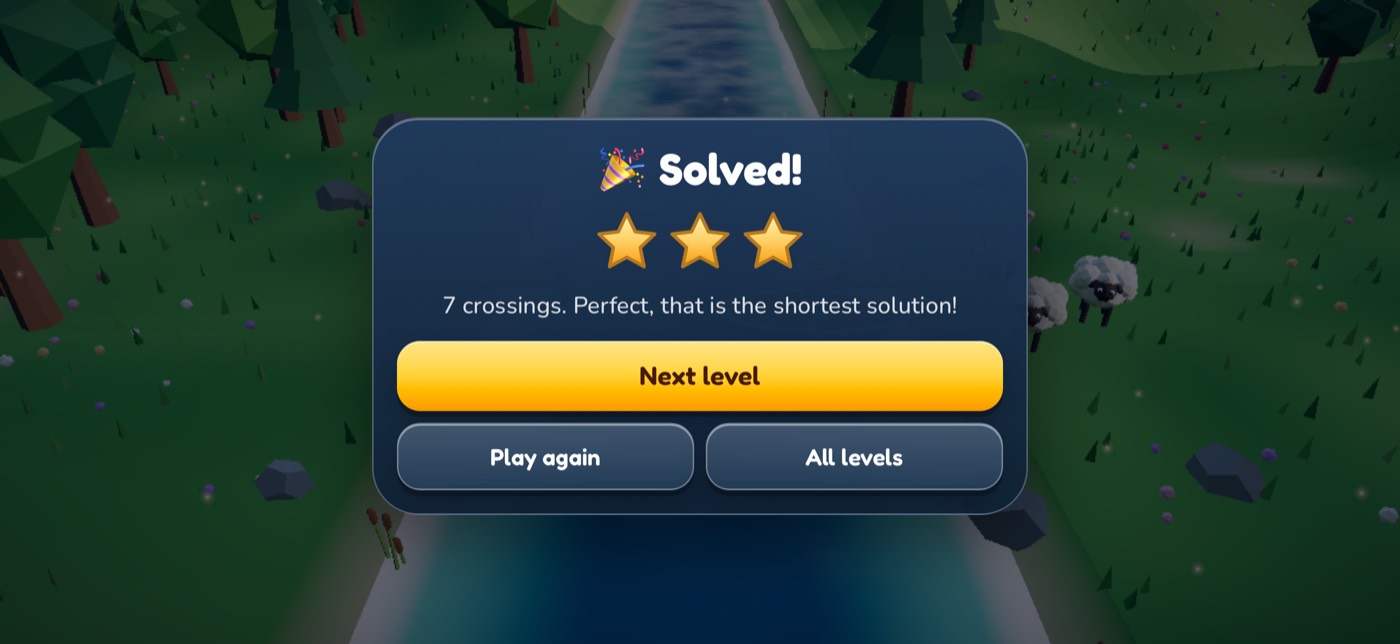 Solved!
7 crossings. Perfect, that is the shortest solution!
Next level
Play again
All levels